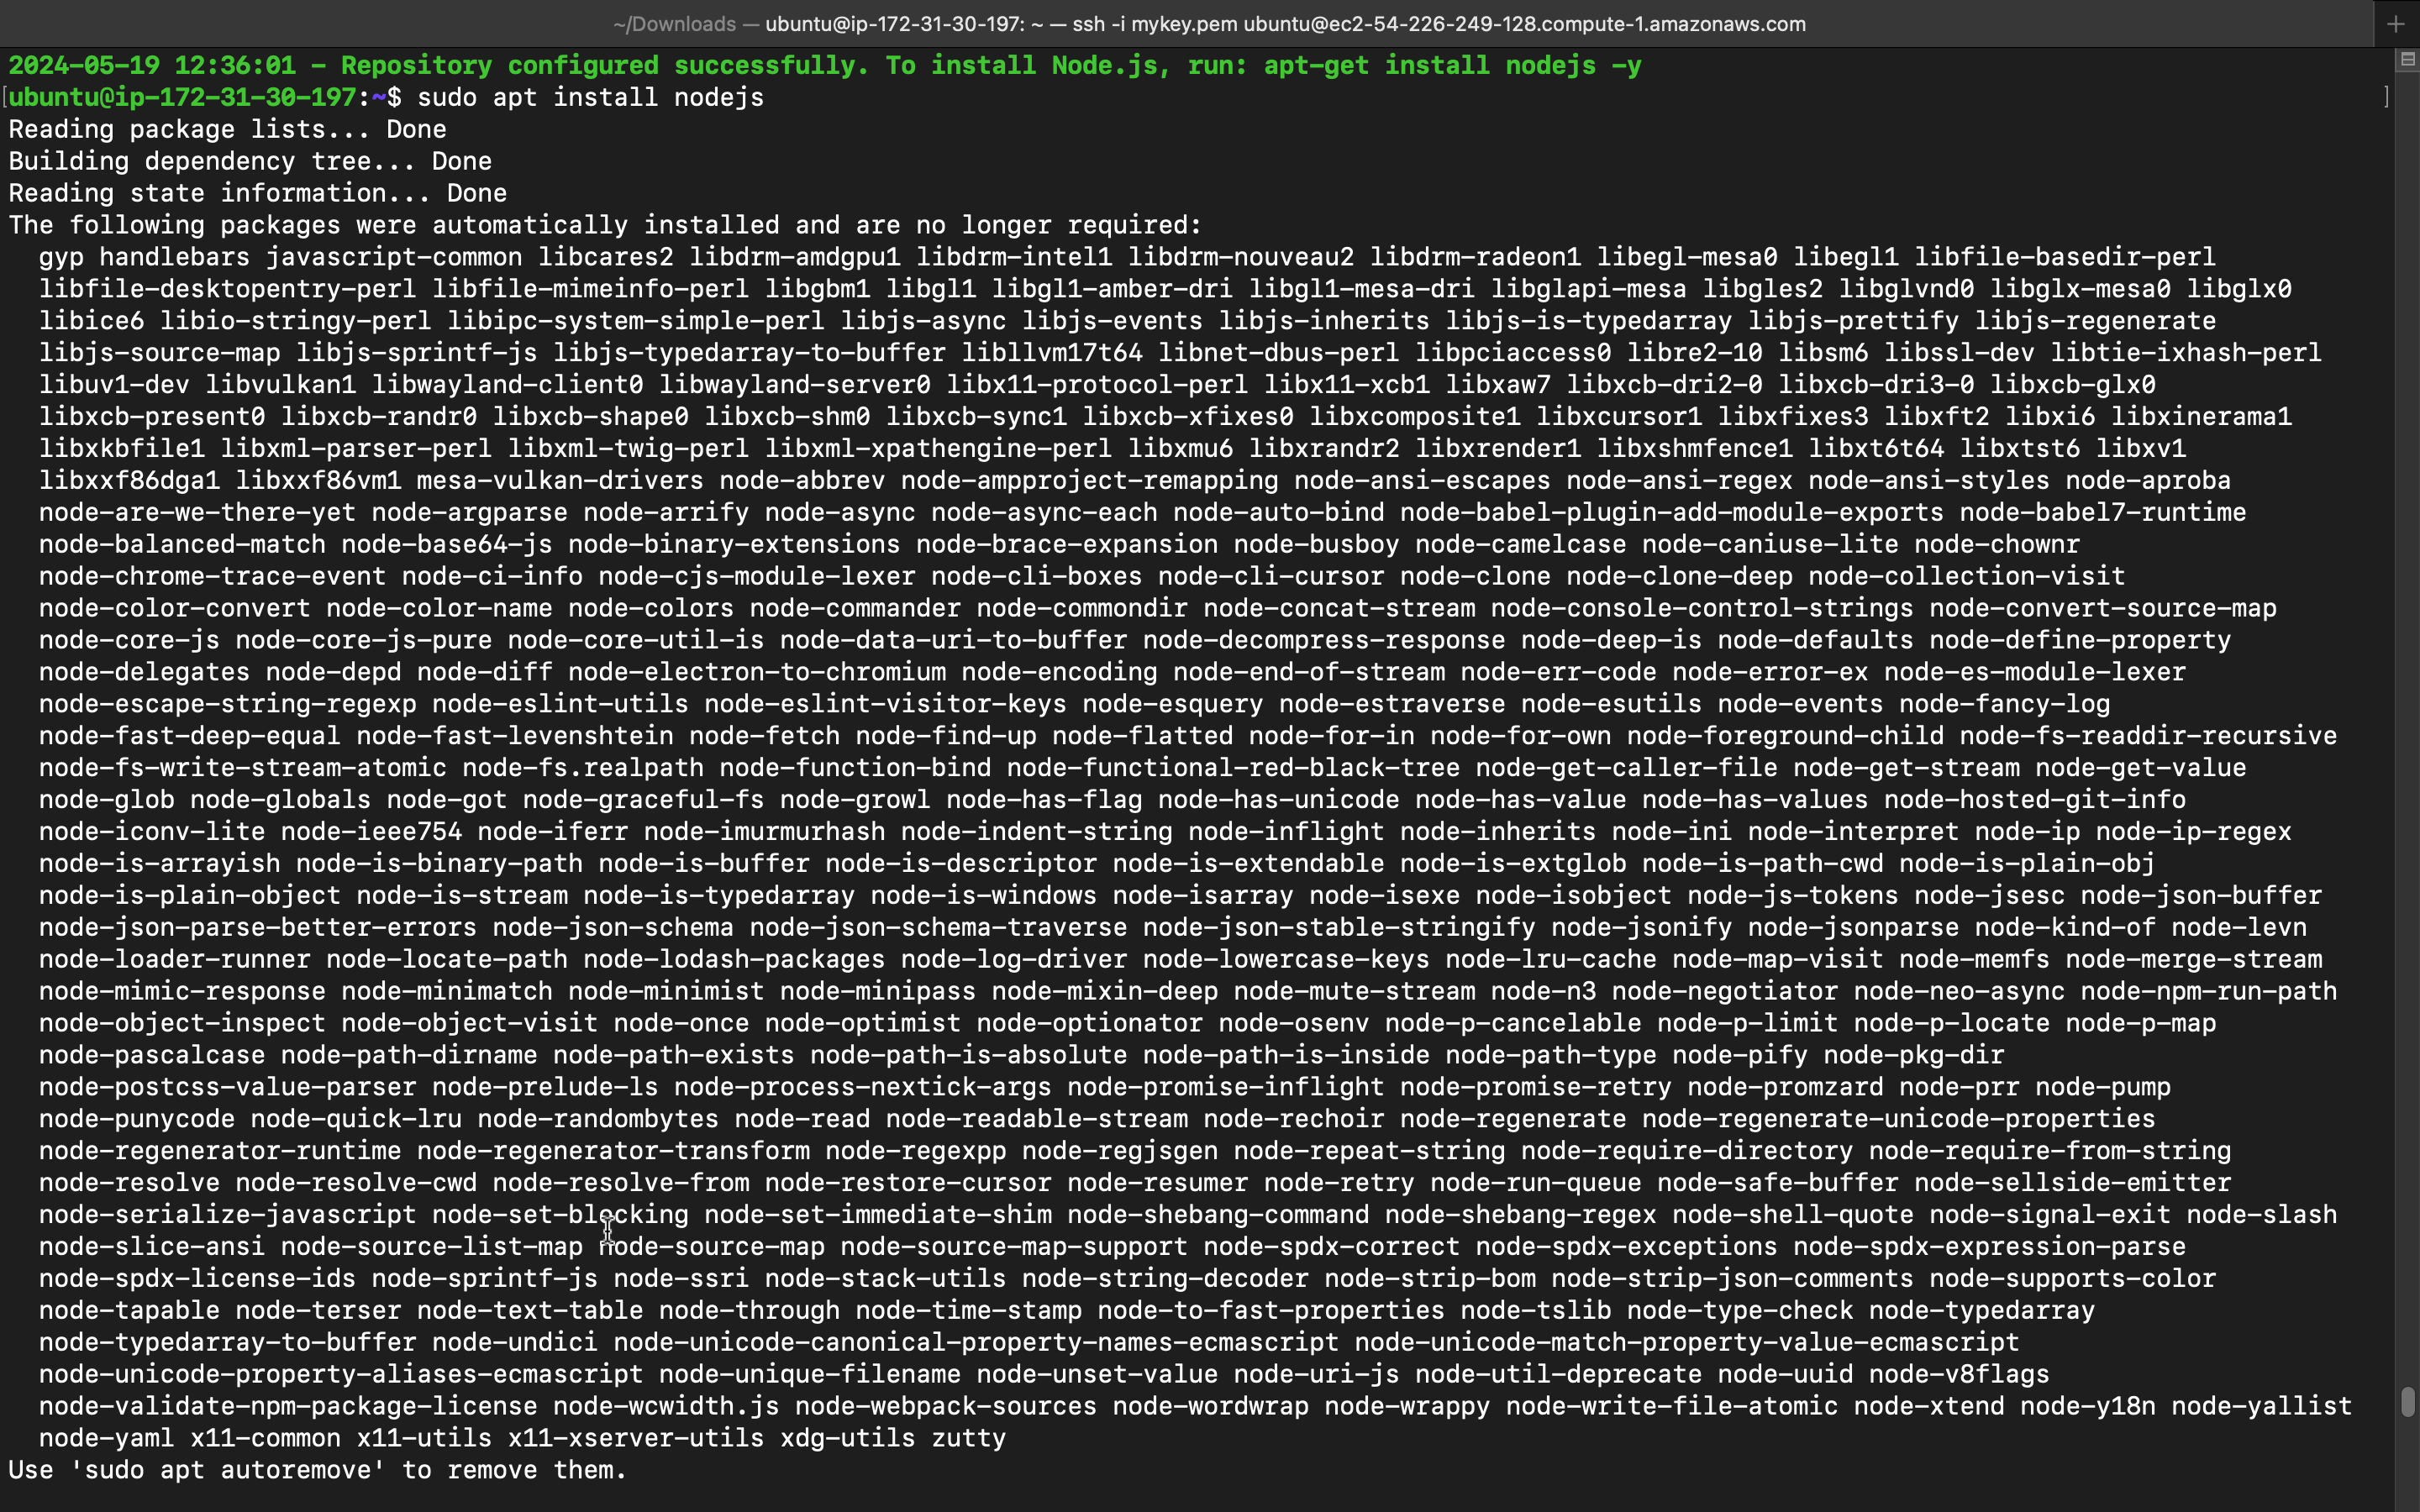 ~/Downloads — ubuntu@ip-172-31-30-197: ~ — ssh -i mykey.pem ubuntu@ec2-54-226-249-128.compute-1.amazonaws.com
2024-05-19 12:36:01 - Repository configured successfully. To install Node.js, run: apt-get install nodejs -y
[ubuntu@ip-172-31-30-197:~$ sudo apt install nodejs ]
Reading package lists... Done
Building dependency tree... Done
Reading state information... Done
The following packages were automatically installed and are no longer required:
  gyp handlebars javascript-common libcares2 libdrm-amdgpu1 libdrm-intel1 libdrm-nouveau2 libdrm-radeon1 libegl-mesa0 libegl1 libfile-basedir-perl
  libfile-desktopentry-perl libfile-mimeinfo-perl libgbm1 libgl1 libgl1-amber-dri libgl1-mesa-dri libglapi-mesa libgles2 libglvnd0 libglx-mesa0 libglx0
  libice6 libio-stringy-perl libipc-system-simple-perl libjs-async libjs-events libjs-inherits libjs-is-typedarray libjs-prettify libjs-regenerate
  libjs-source-map libjs-sprintf-js libjs-typedarray-to-buffer libllvm17t64 libnet-dbus-perl libpciaccess0 libre2-10 libsm6 libssl-dev libtie-ixhash-perl
  libuv1-dev libvulkan1 libwayland-client0 libwayland-server0 libx11-protocol-perl libx11-xcb1 libxaw7 libxcb-dri2-0 libxcb-dri3-0 libxcb-glx0
  libxcb-present0 libxcb-randr0 libxcb-shape0 libxcb-shm0 libxcb-sync1 libxcb-xfixes0 libxcomposite1 libxcursor1 libxfixes3 libxft2 libxi6 libxinerama1
  libxkbfile1 libxml-parser-perl libxml-twig-perl libxml-xpathengine-perl libxmu6 libxrandr2 libxrender1 libxshmfence1 libxt6t64 libxtst6 libxv1
  libxxf86dga1 libxxf86vm1 mesa-vulkan-drivers node-abbrev node-ampproject-remapping node-ansi-escapes node-ansi-regex node-ansi-styles node-aproba
  node-are-we-there-yet node-argparse node-arrify node-async node-async-each node-auto-bind node-babel-plugin-add-module-exports node-babel7-runtime
  node-balanced-match node-base64-js node-binary-extensions node-brace-expansion node-busboy node-camelcase node-caniuse-lite node-chownr
  node-chrome-trace-event node-ci-info node-cjs-module-lexer node-cli-boxes node-cli-cursor node-clone node-clone-deep node-collection-visit
  node-color-convert node-color-name node-colors node-commander node-commondir node-concat-stream node-console-control-strings node-convert-source-map
  node-core-js node-core-js-pure node-core-util-is node-data-uri-to-buffer node-decompress-response node-deep-is node-defaults node-define-property
  node-delegates node-depd node-diff node-electron-to-chromium node-encoding node-end-of-stream node-err-code node-error-ex node-es-module-lexer
  node-escape-string-regexp node-eslint-utils node-eslint-visitor-keys node-esquery node-estraverse node-esutils node-events node-fancy-log
  node-fast-deep-equal node-fast-levenshtein node-fetch node-find-up node-flatted node-for-in node-for-own node-foreground-child node-fs-readdir-recursive
  node-fs-write-stream-atomic node-fs.realpath node-function-bind node-functional-red-black-tree node-get-caller-file node-get-stream node-get-value
  node-glob node-globals node-got node-graceful-fs node-growl node-has-flag node-has-unicode node-has-value node-has-values node-hosted-git-info
  node-iconv-lite node-ieee754 node-iferr node-imurmurhash node-indent-string node-inflight node-inherits node-ini node-interpret node-ip node-ip-regex
  node-is-arrayish node-is-binary-path node-is-buffer node-is-descriptor node-is-extendable node-is-extglob node-is-path-cwd node-is-plain-obj
  node-is-plain-object node-is-stream node-is-typedarray node-is-windows node-isarray node-isexe node-isobject node-js-tokens node-jsesc node-json-buffer
  node-json-parse-better-errors node-json-schema node-json-schema-traverse node-json-stable-stringify node-jsonify node-jsonparse node-kind-of node-levn
  node-loader-runner node-locate-path node-lodash-packages node-log-driver node-lowercase-keys node-lru-cache node-map-visit node-memfs node-merge-stream
  node-mimic-response node-minimatch node-minimist node-minipass node-mixin-deep node-mute-stream node-n3 node-negotiator node-neo-async node-npm-run-path
  node-object-inspect node-object-visit node-once node-optimist node-optionator node-osenv node-p-cancelable node-p-limit node-p-locate node-p-map
  node-pascalcase node-path-dirname node-path-exists node-path-is-absolute node-path-is-inside node-path-type node-pify node-pkg-dir
  node-postcss-value-parser node-prelude-ls node-process-nextick-args node-promise-inflight node-promise-retry node-promzard node-prr node-pump
  node-punycode node-quick-lru node-randombytes node-read node-readable-stream node-rechoir node-regenerate node-regenerate-unicode-properties
  node-regenerator-runtime node-regenerator-transform node-regexpp node-regjsgen node-repeat-string node-require-directory node-require-from-string
  node-resolve node-resolve-cwd node-resolve-from node-restore-cursor node-resumer node-retry node-run-queue node-safe-buffer node-sellside-emitter
  node-serialize-javascript node-set-blocking node-set-immediate-shim node-shebang-command node-shebang-regex node-shell-quote node-signal-exit node-slash
  node-slice-ansi node-source-list-map node-source-map node-source-map-support node-spdx-correct node-spdx-exceptions node-spdx-expression-parse
  node-spdx-license-ids node-sprintf-js node-ssri node-stack-utils node-string-decoder node-strip-bom node-strip-json-comments node-supports-color
  node-tapable node-terser node-text-table node-through node-time-stamp node-to-fast-properties node-tslib node-type-check node-typedarray
  node-typedarray-to-buffer node-undici node-unicode-canonical-property-names-ecmascript node-unicode-match-property-value-ecmascript
  node-unicode-property-aliases-ecmascript node-unique-filename node-unset-value node-uri-js node-util-deprecate node-uuid node-v8flags
  node-validate-npm-package-license node-wcwidth.js node-webpack-sources node-wordwrap node-wrappy node-write-file-atomic node-xtend node-y18n node-yallist
  node-yaml x11-common x11-utils x11-xserver-utils xdg-utils zutty
Use 'sudo apt autoremove' to remove them.